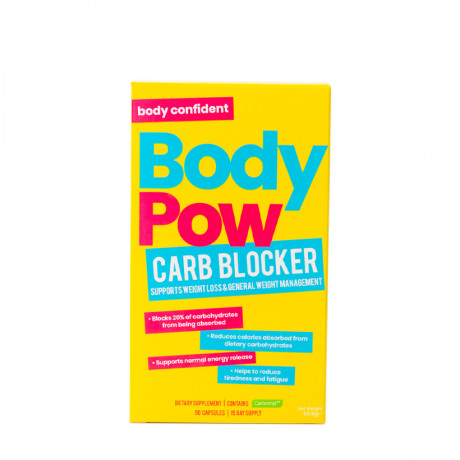 body confident
Body
Pow
CARB BLOCKER
SUPPORTS WEIGHT LOSS & GENERAL WEIGHT MANAGEMENT
• Blocks 20% of carbohydrates
from being absorbed
• Reduces calories absorbed from
dietary carbohydrates
• Supports normal energy release
• Helps to reduce
tiredness and fatigue
DIETARY SUPPLEMENT | CONTAINS
90 CAPSULES | 15 DAY SUPPLY
Net Weight